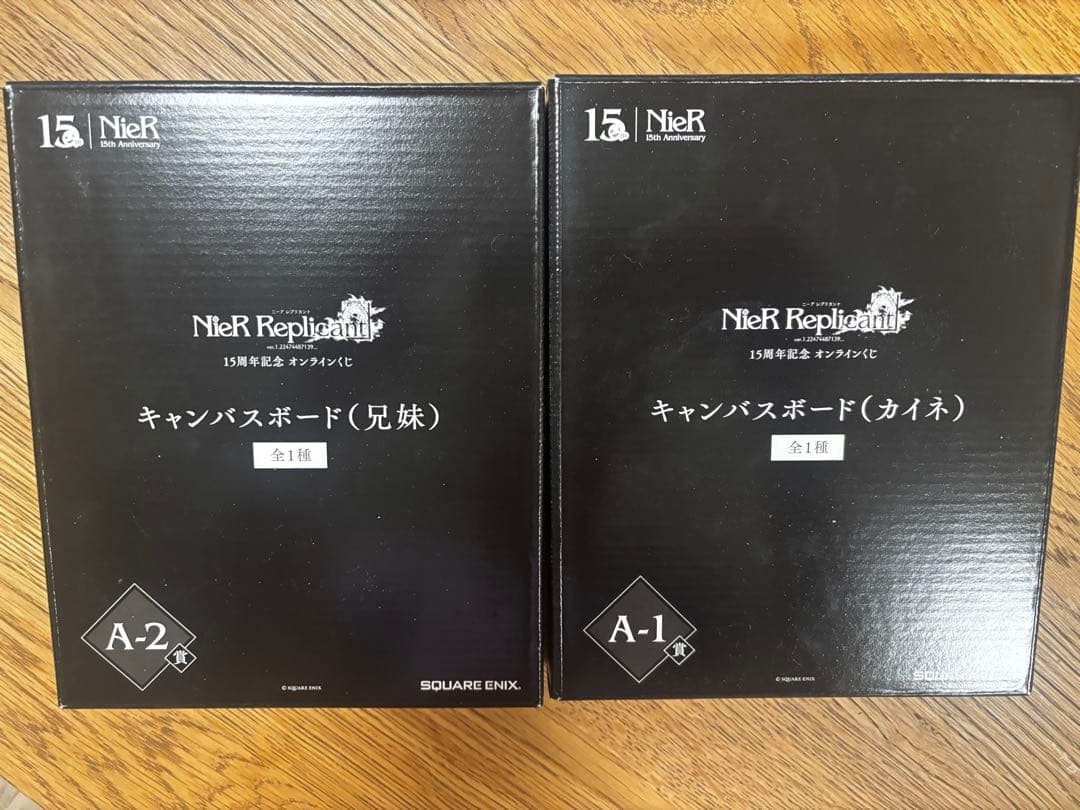 15 NieR
15th Anniversary
ニーア レプリカント
NieR Replicant
ver.1.22474487139...
15周年記念 オンラインくじ
キャンバスボード(兄妹)
全1種
A-2賞
© SQUARE ENIX
SQUARE ENIX.
15 NieR
15th Anniversary
ニーア レプリカント
NieR Replicant
ver.1.22474487139...
15周年記念 オンラインくじ
キャンバスボード(カイネ)
全1種
A-1賞
© SQUARE ENIX